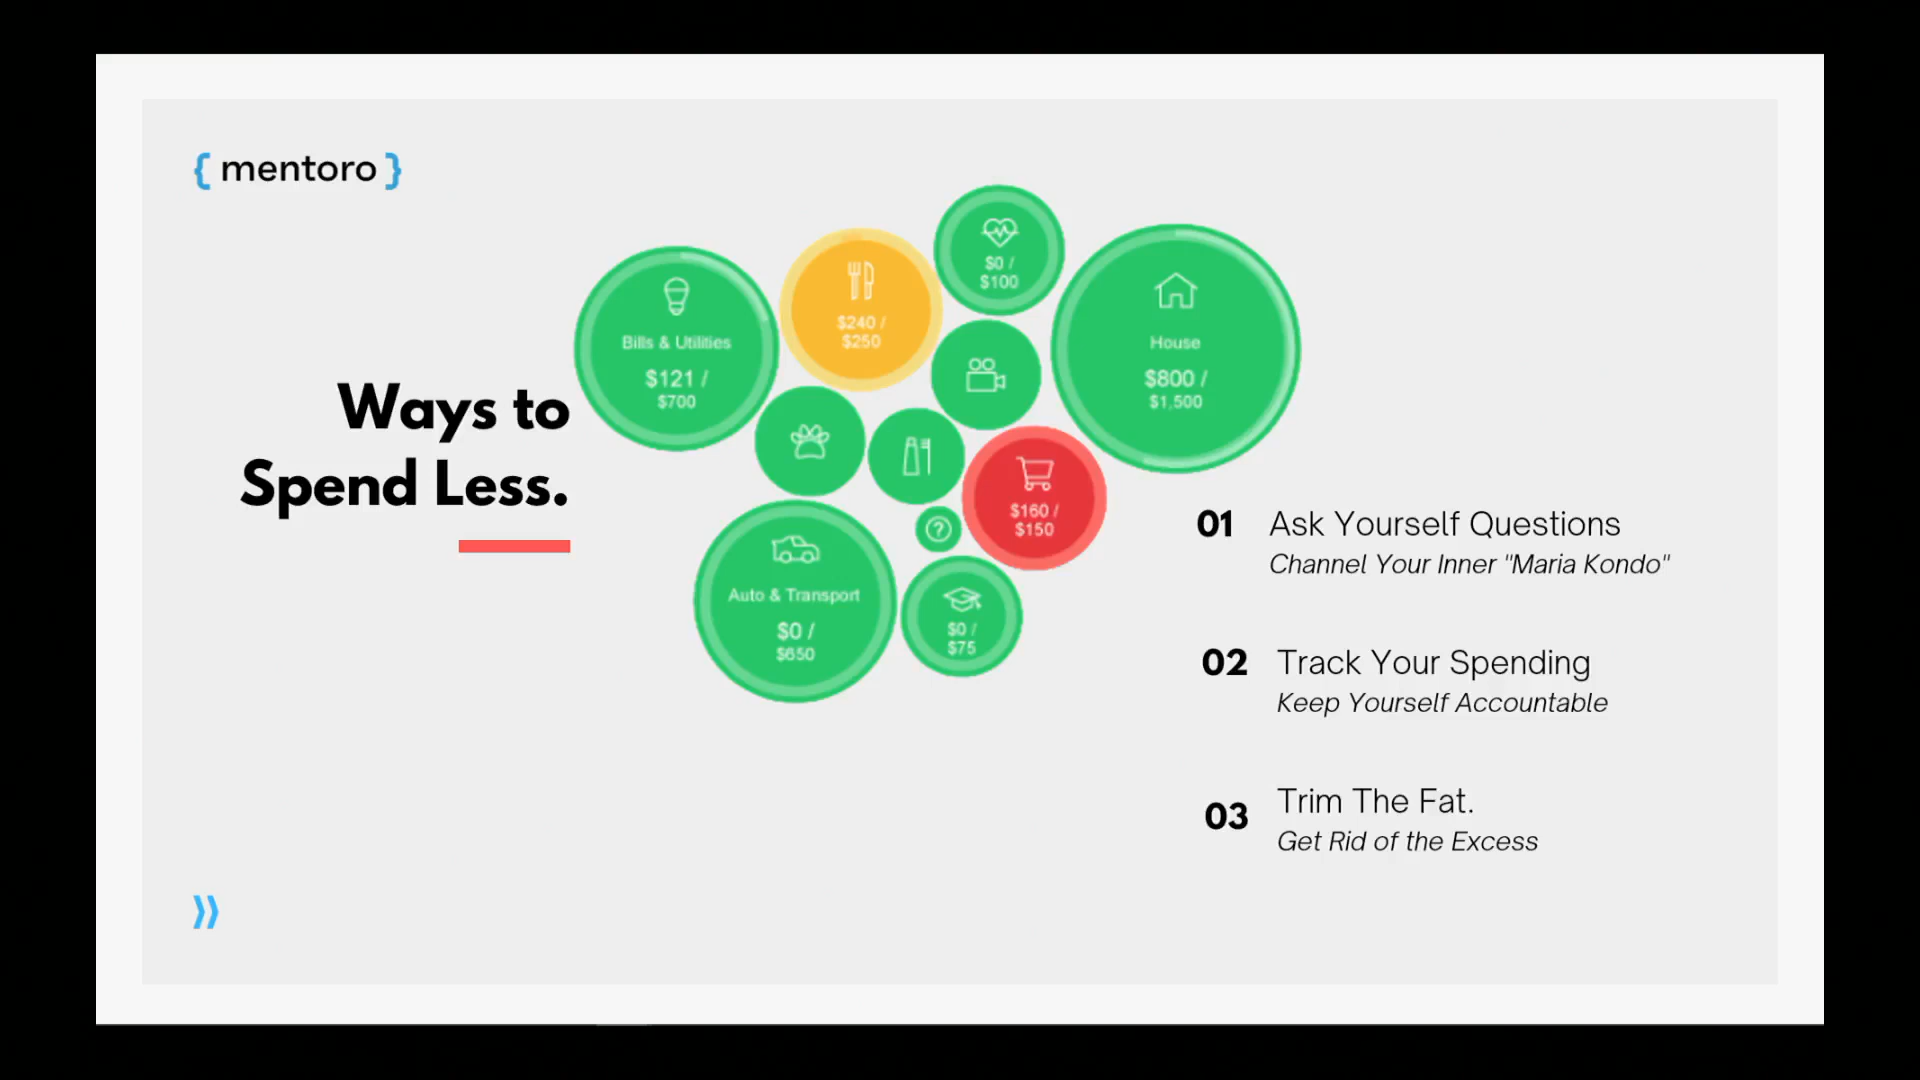 { mentoro }
Ways to
Spend Less.
Bills & Utilities
$121 /
$700
$240 /
$250
$0 /
$100
House
$800 /
$1,500
$160 /
$150
?
Auto & Transport
$0 /
$650
$0 /
$75
01 Ask Yourself Questions
Channel Your Inner "Maria Kondo"
02 Track Your Spending
Keep Yourself Accountable
03 Trim The Fat.
Get Rid of the Excess